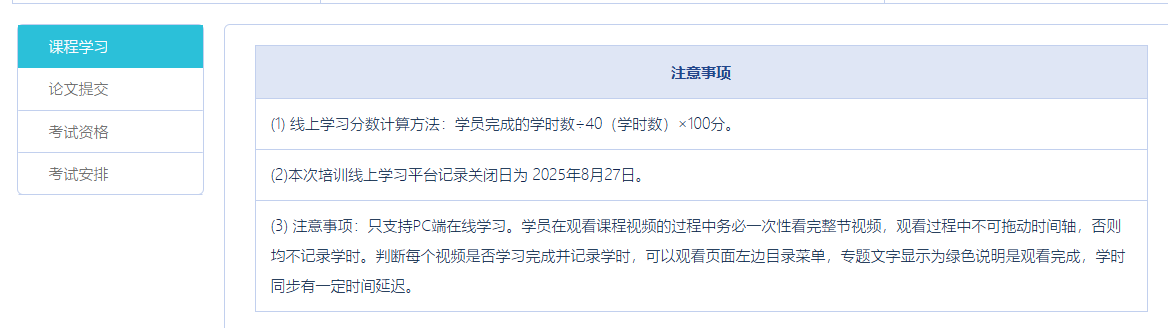 课程学习
论文提交
考试资格
考试安排
注意事项
(1) 线上学习分数计算方法：学员完成的学时数÷40（学时数）×100分。
(2)本次培训线上学习平台记录关闭日为 2025年8月27日。
(3) 注意事项：只支持PC端在线学习。学员在观看课程视频的过程中务必一次性看完整节视频，观看过程中不可拖动时间轴，否则
均不记录学时。判断每个视频是否学习完成并记录学时，可以观看页面左边目录菜单，专题文字显示为绿色说明是观看完成，学时
同步有一定时间延迟。